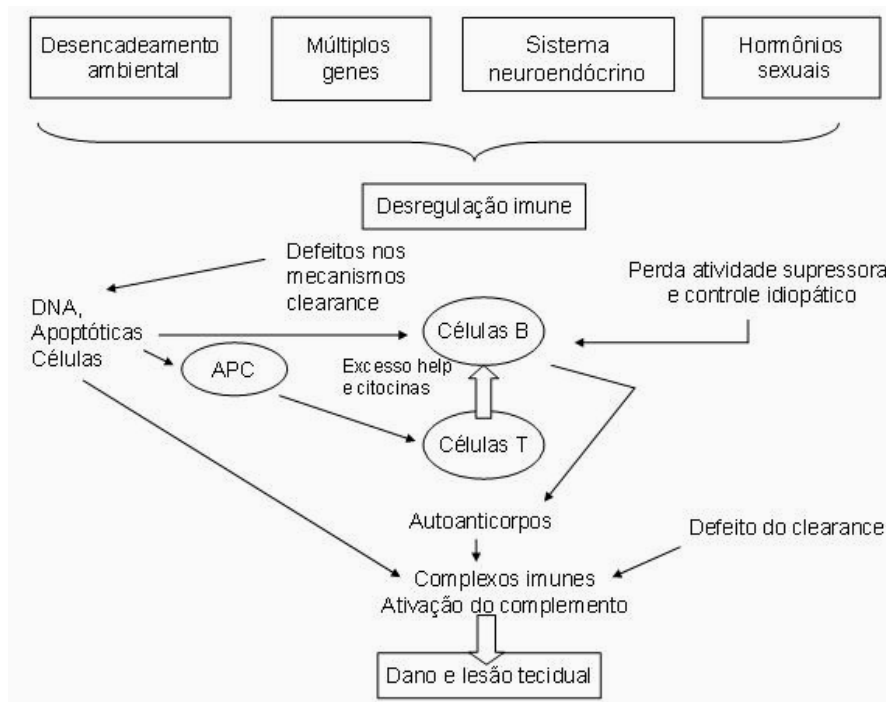 Desencadeamento
ambiental
Múltiplos
genes
Sistema
neuroendócrino
Hormônios
sexuais
Desregulação imune
Defeitos nos
mecanismos
clearance
Perda atividade supressora
e controle idiopático
DNA,
Apoptóticas
Células
APC
Células B
Excesso help
e citocinas
Células T
Autoanticorpos
Defeito do clearance
Complexos imunes
Ativação do complemento
Dano e lesão tecidual